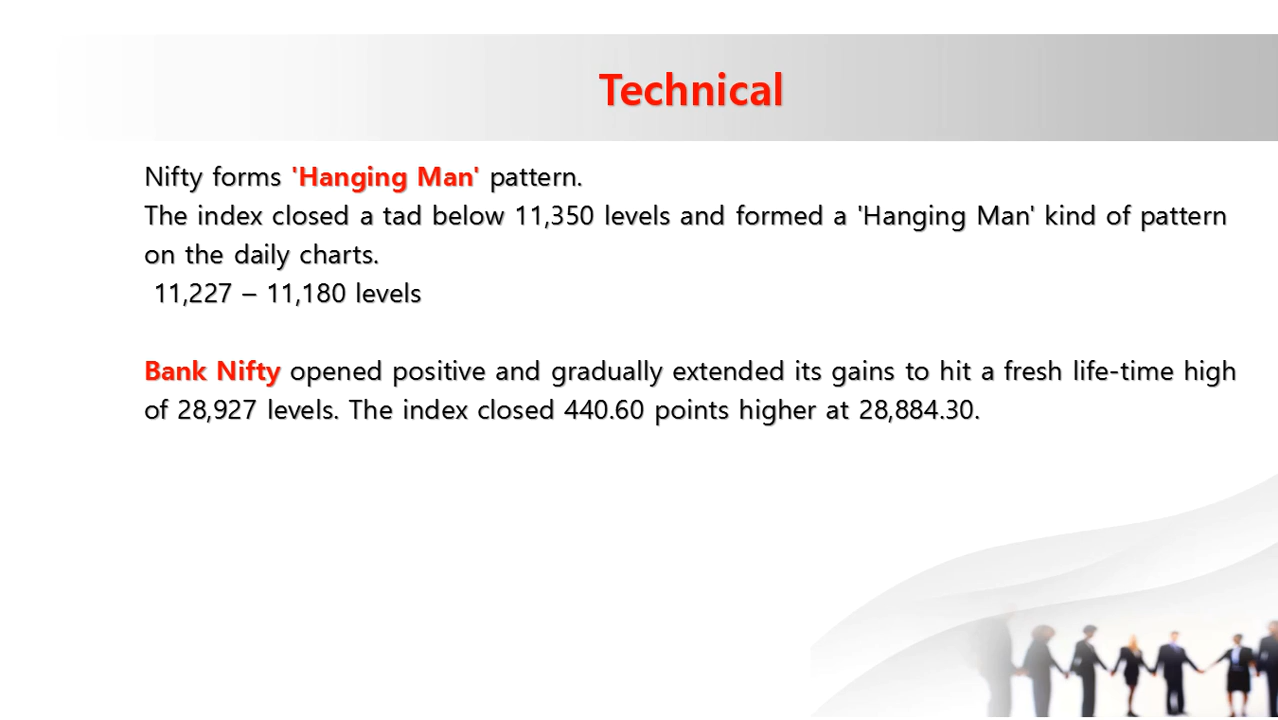 Technical
Nifty forms 'Hanging Man' pattern.
The index closed a tad below 11,350 levels and formed a 'Hanging Man' kind of pattern
on the daily charts.
11,227 – 11,180 levels
Bank Nifty opened positive and gradually extended its gains to hit a fresh life-time high
of 28,927 levels. The index closed 440.60 points higher at 28,884.30.